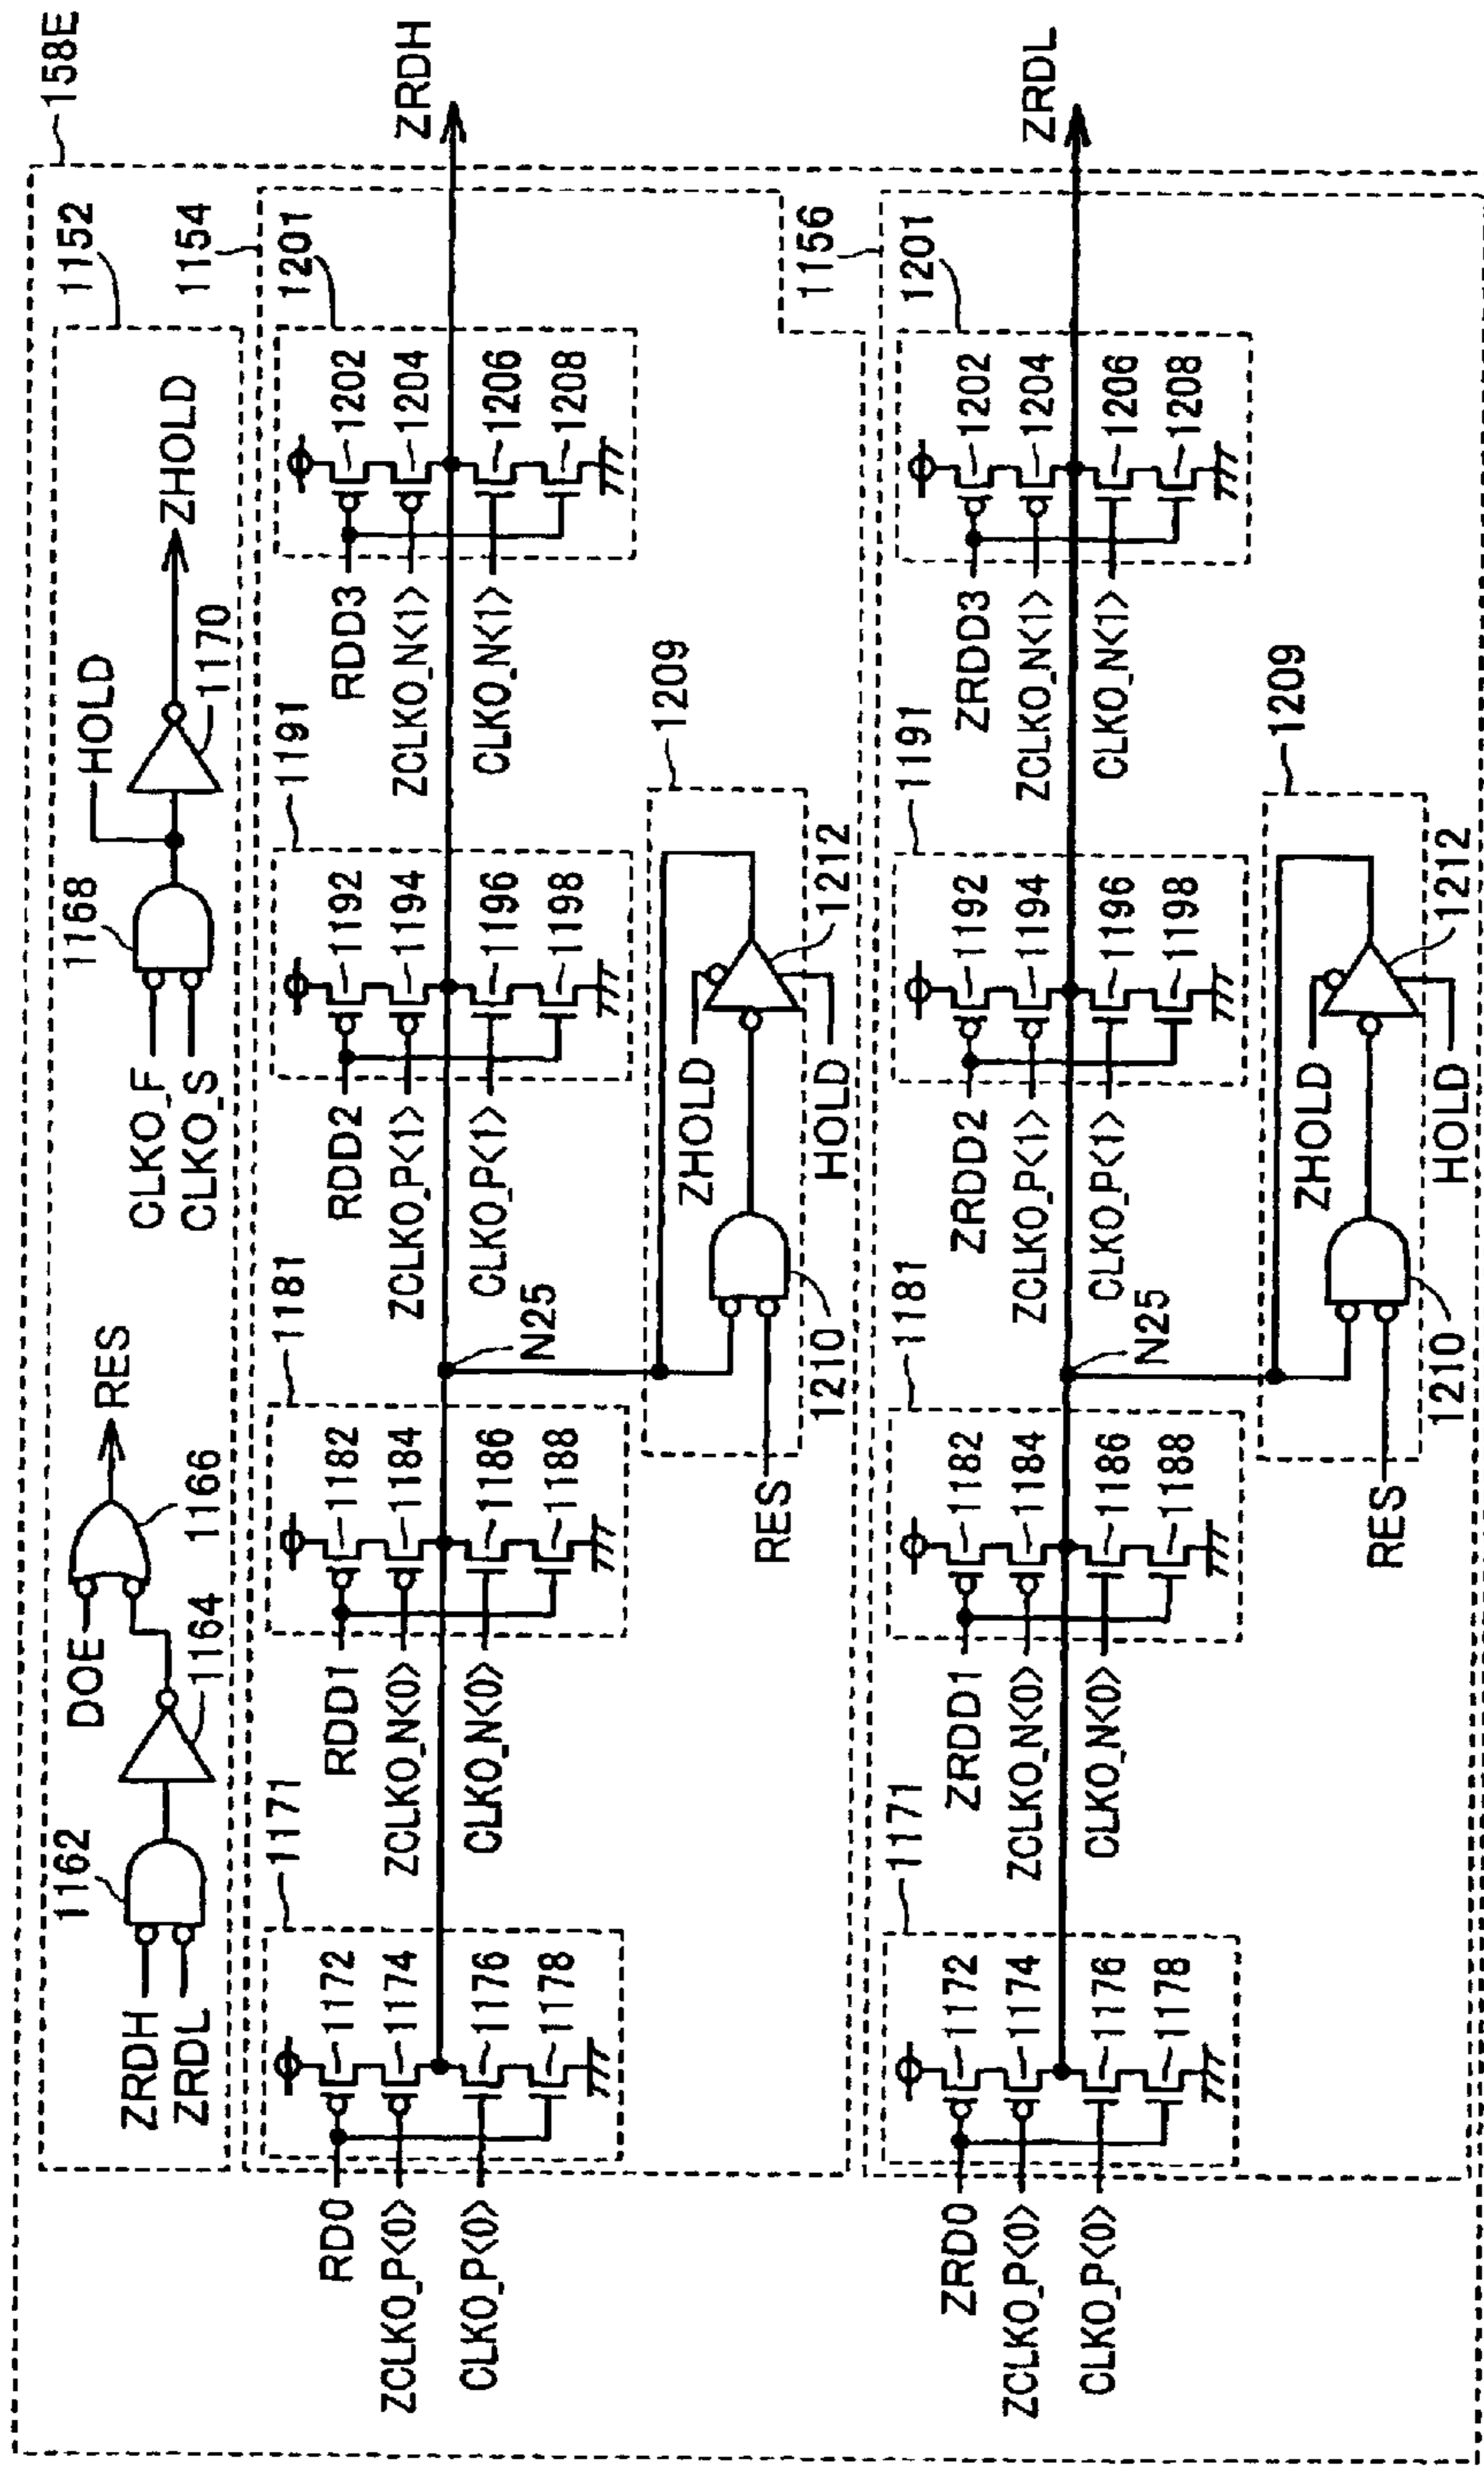 158E
1152
ZRDH
ZRDL
1162
1164
DOE
1166
RES
CLKO_F
CLKO_S
1168
HOLD
1170
ZHOLD
1154
1171
RD0
ZCLKO_P<0>
CLKO_P<0>
1172
1174
1176
1178
1181
RDD1
ZCLKO_N<0>
CLKO_N<0>
1182
1184
1186
1188
N25
1191
RDD2
ZCLKO_P<1>
CLKO_P<1>
1192
1194
1196
1198
1201
RDD3
ZCLKO_N<1>
CLKO_N<1>
1202
1204
1206
1208
ZRDH
1209
RES
1210
ZHOLD
HOLD
1212
1156
1171
ZRD0
ZCLKO_P<0>
CLKO_P<0>
1172
1174
1176
1178
1181
ZRDD1
ZCLKO_N<0>
CLKO_N<0>
1182
1184
1186
1188
N25
1191
ZRDD2
ZCLKO_P<1>
CLKO_P<1>
1192
1194
1196
1198
1201
ZRDD3
ZCLKO_N<1>
CLKO_N<1>
1202
1204
1206
1208
ZRDL
1209
RES
1210
ZHOLD
HOLD
1212